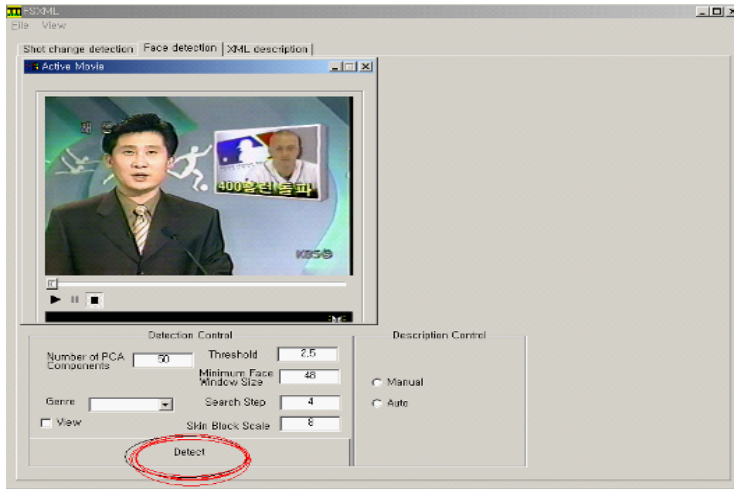 FSXML
File View
Shot change detection Face detection XML description
Active Movie
400홈런 돌파
KBS
Detection Control
Number of PCA Components 50
Threshold 2,5
Minimum Face Window Size 48
Genre
Search Step 4
View
Skin Block Scale 8
Detect
Description Control
Manual
Auto